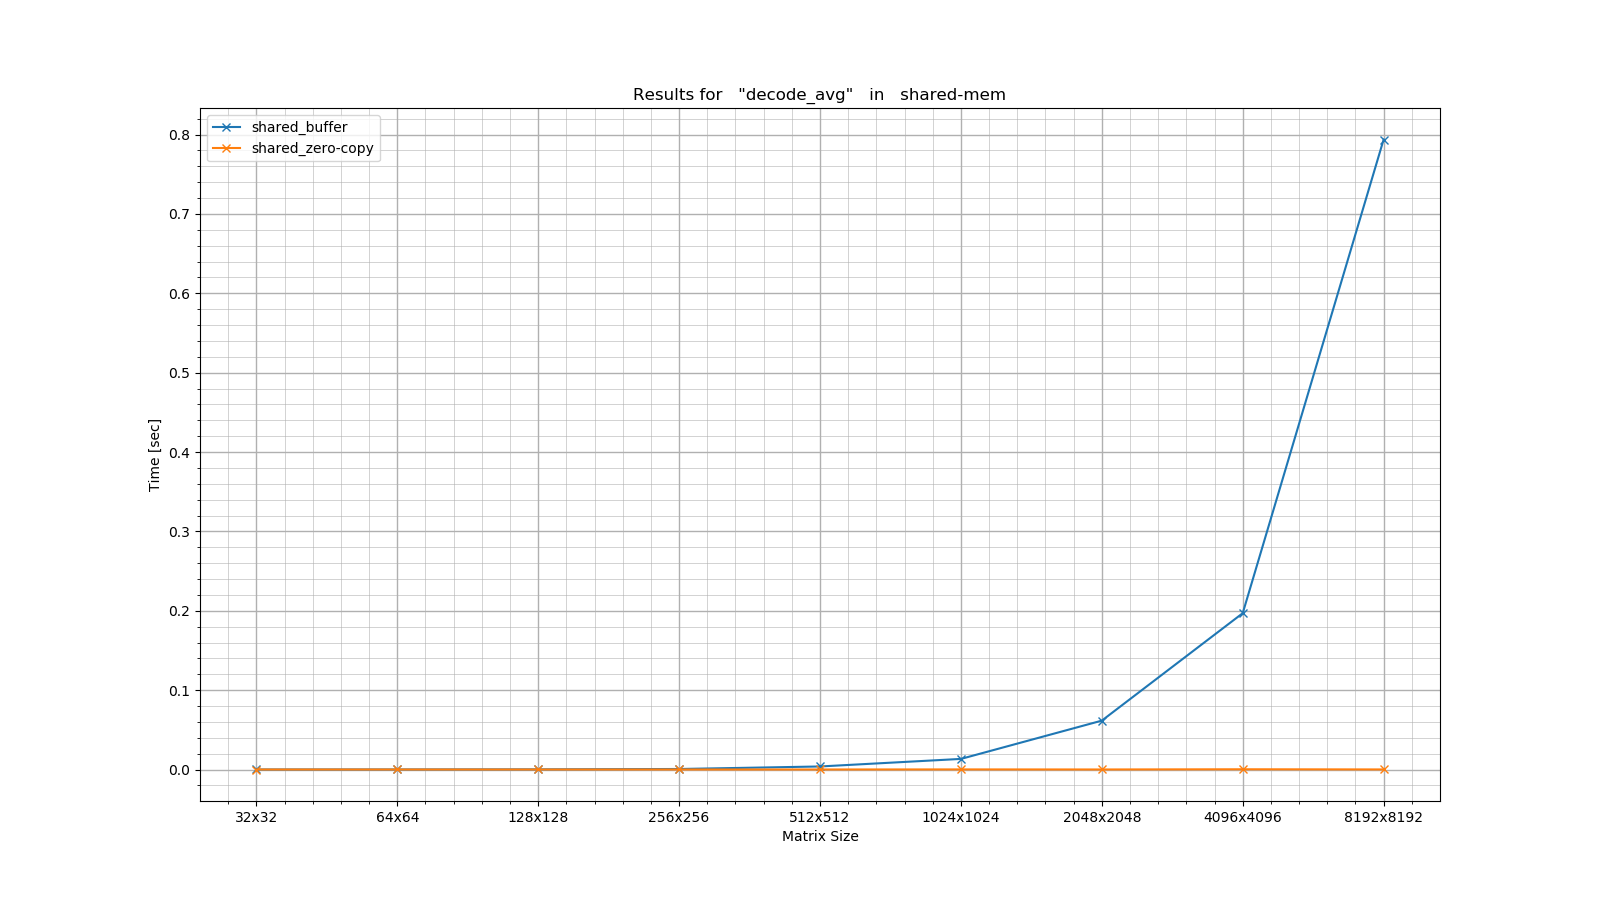 Results for   "decode_avg"   in   shared-mem
shared_buffer
shared_zero-copy
Time [sec]
0.8
0.7
0.6
0.5
0.4
0.3
0.2
0.1
0.0
32x32 64x64 128x128 256x256 512x512 1024x1024 2048x2048 4096x4096 8192x8192
Matrix Size